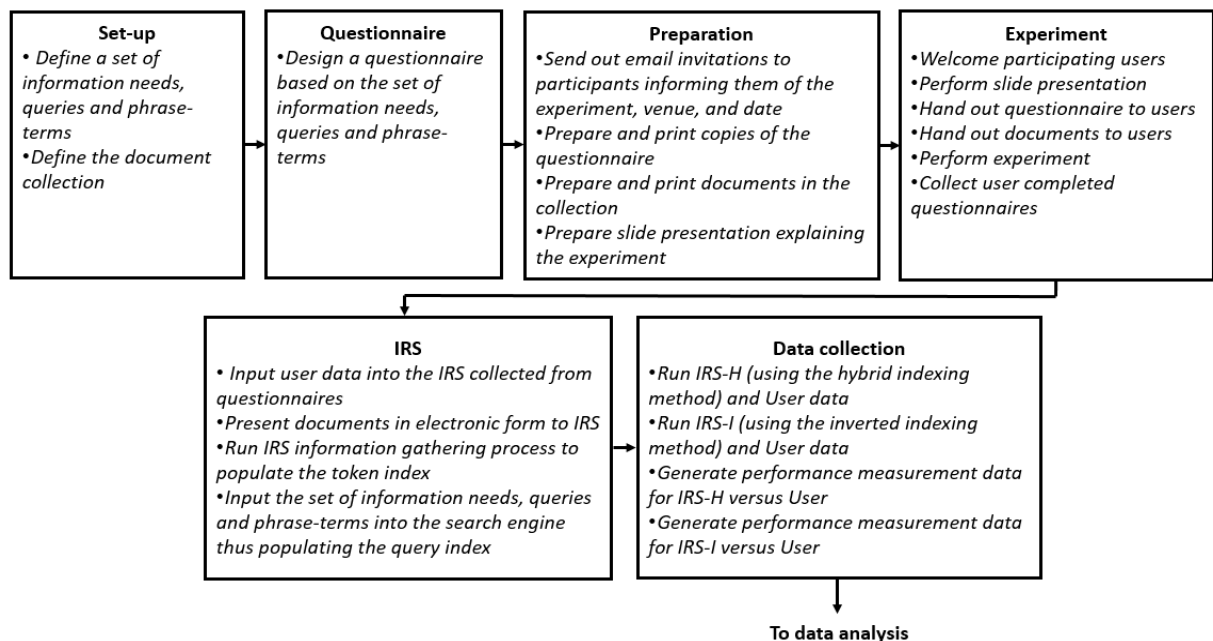 Set-up
• Define a set of
information needs,
queries and phrase-
terms
•Define the document
collection
Questionnaire
•Design a questionnaire
based on the set of
information needs,
queries and phrase-
terms
Preparation
•Send out email invitations to
participants informing them of
the experiment, venue, and date
•Prepare and print copies of the
questionnaire
•Prepare and print documents in the
collection
•Prepare slide presentation explaining
the experiment
Experiment
•Welcome participating users
•Perform slide presentation
•Hand out questionnaire to users
•Hand out documents to users
•Perform experiment
•Collect user completed
questionnaires
IRS
• Input user data into the IRS collected from
questionnaires
•Present documents in electronic form to IRS
•Run IRS information gathering process to
populate the token index
•Input the set of information needs, queries
and phrase-terms into the search engine
thus populating the query index
Data collection
•Run IRS-H (using the hybrid indexing
method) and User data
•Run IRS-I (using the inverted indexing
method) and User data
•Generate performance measurement data
for IRS-H versus User
•Generate performance measurement data
for IRS-I versus User
To data analysis